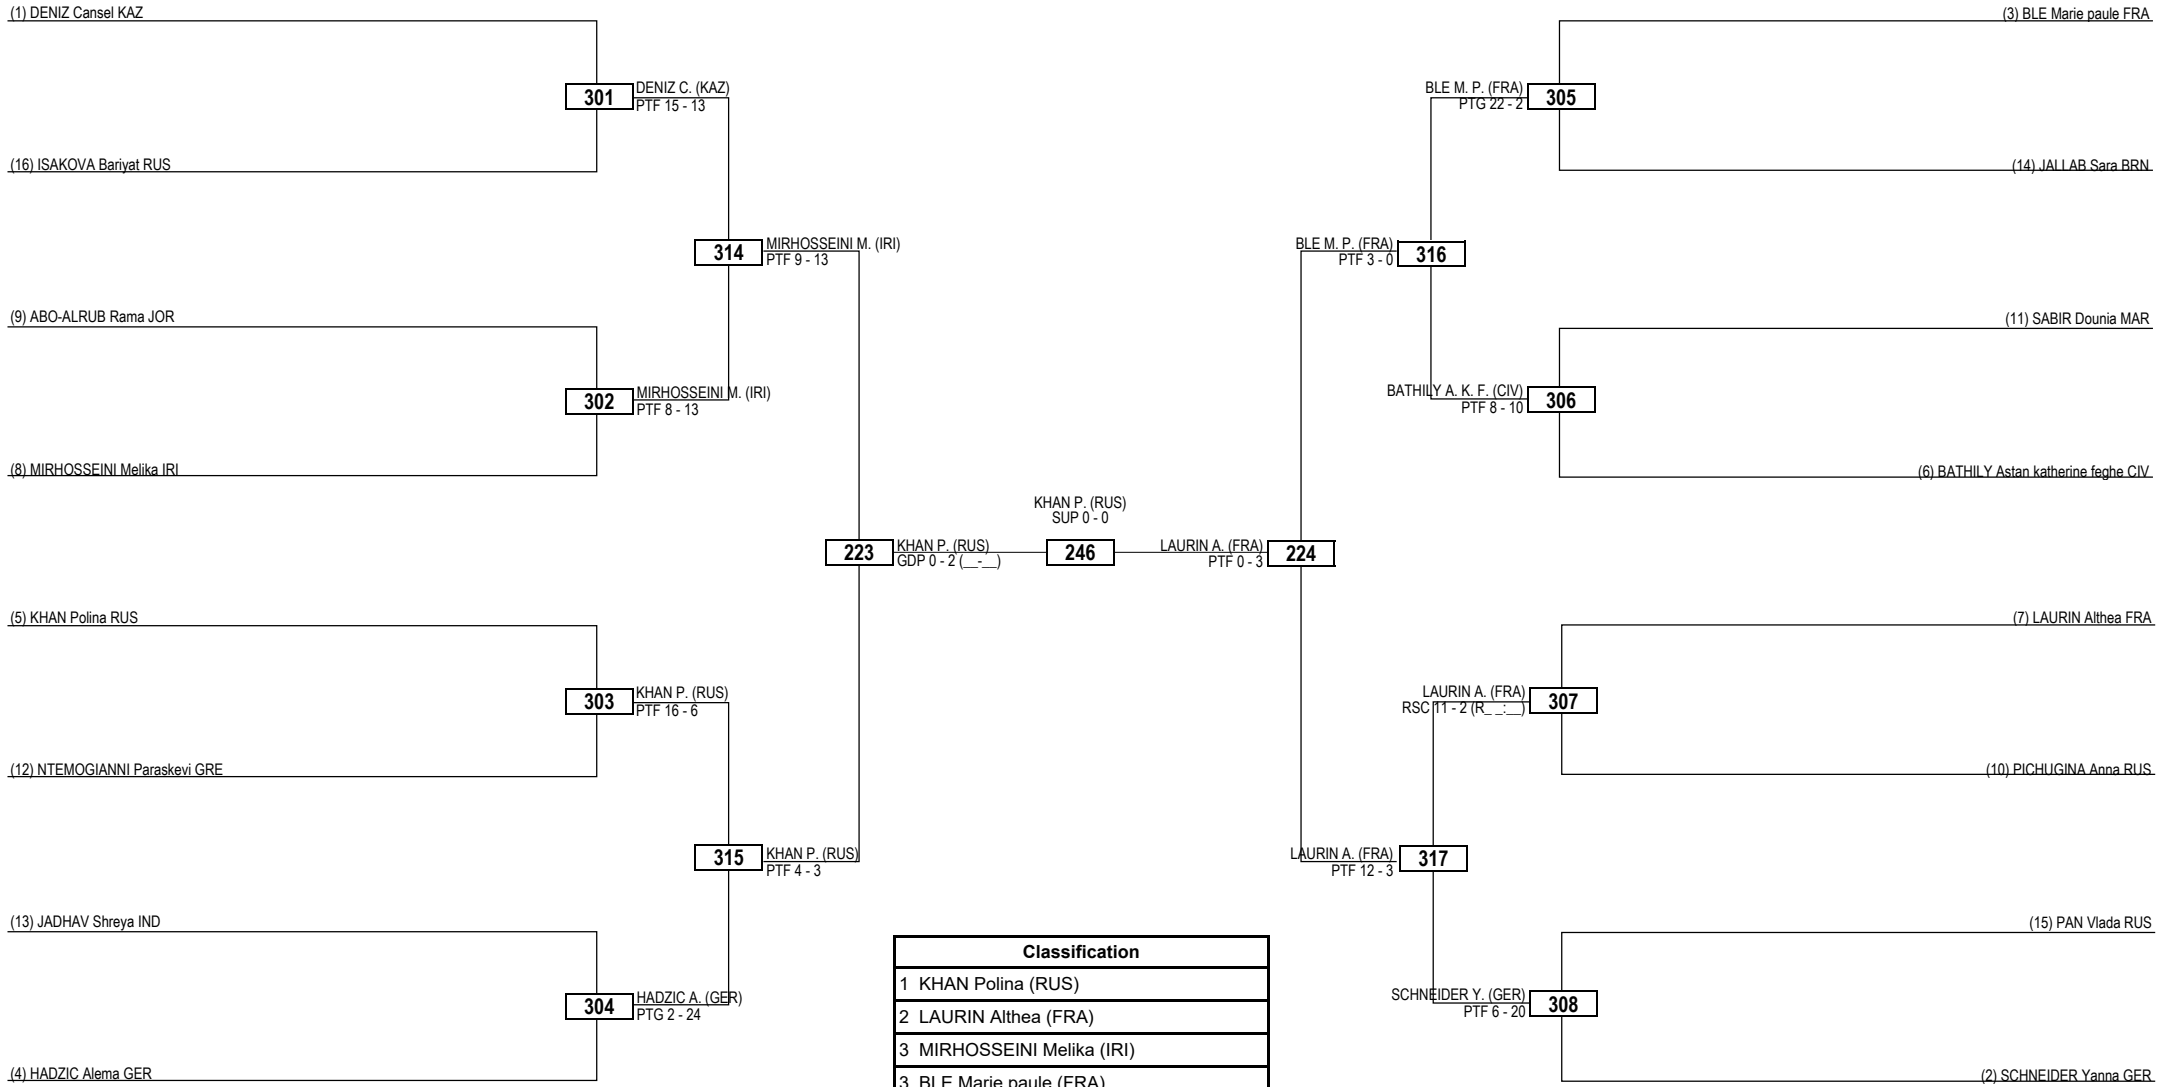 (1) DENIZ Cansel KAZ
301
DENIZ C. (KAZ)
PTF 15 - 13
(16) ISAKOVA Bariyat RUS
314
MIRHOSSEINI M. (IRI)
PTF 9 - 13
(9) ABO-ALRUB Rama JOR
302
MIRHOSSEINI M. (IRI)
PTF 8 - 13
(8) MIRHOSSEINI Melika IRI
223
KHAN P. (RUS)
GDP 0 - 2 (__-__)
(5) KHAN Polina RUS
303
KHAN P. (RUS)
PTF 16 - 6
(12) NTEMOGIANNI Paraskevi GRE
315
KHAN P. (RUS)
PTF 4 - 3
(13) JADHAV Shreya IND
304
HADZIC A. (GER)
PTG 2 - 24
(4) HADZIC Alema GER
KHAN P. (RUS)
SUP 0 - 0
246
(3) BLE Marie paule FRA
BLE M. P. (FRA)
PTG 22 - 2
305
(14) JALLAB Sara BRN
BLE M. P. (FRA)
PTF 3 - 0
316
(11) SABIR Dounia MAR
BATHILY A. K. F. (CIV)
PTF 8 - 10
306
(6) BATHILY Astan katherine feghe CIV
LAURIN A. (FRA)
PTF 0 - 3
224
(7) LAURIN Althea FRA
LAURIN A. (FRA)
RSC 11 - 2 (R_ _:__)
307
(10) PICHUGINA Anna RUS
LAURIN A. (FRA)
PTF 12 - 3
317
(15) PAN Vlada RUS
SCHNEIDER Y. (GER)
PTF 6 - 20
308
(2) SCHNEIDER Yanna GER
Classification
1 KHAN Polina (RUS)
2 LAURIN Althea (FRA)
3 MIRHOSSEINI Melika (IRI)
3 BLE Marie paule (FRA)